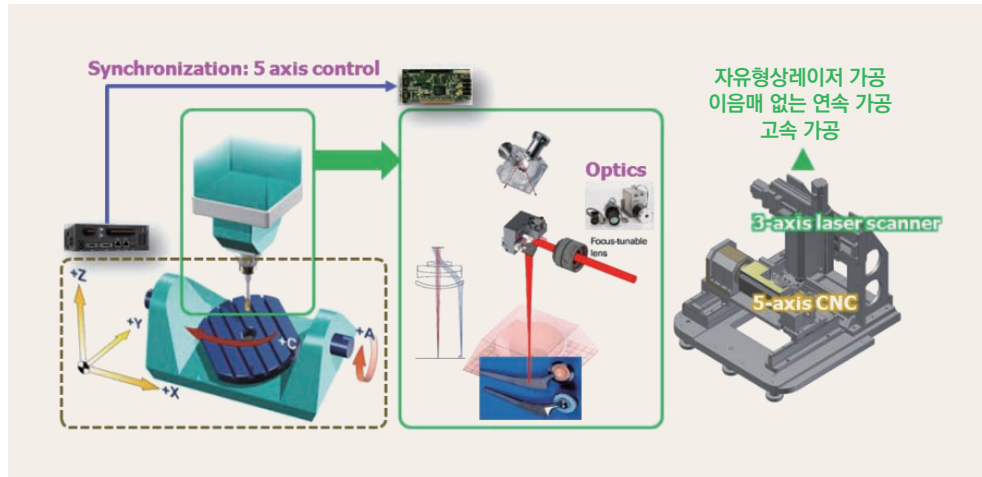 Synchronization: 5 axis control
자유형상레이저 가공
이음매 없는 연속 가공
고속 가공
Optics
Focus-tunable
lens
3-axis laser scanner
5-axis CNC
+Z
+Y
+X
+C
+A